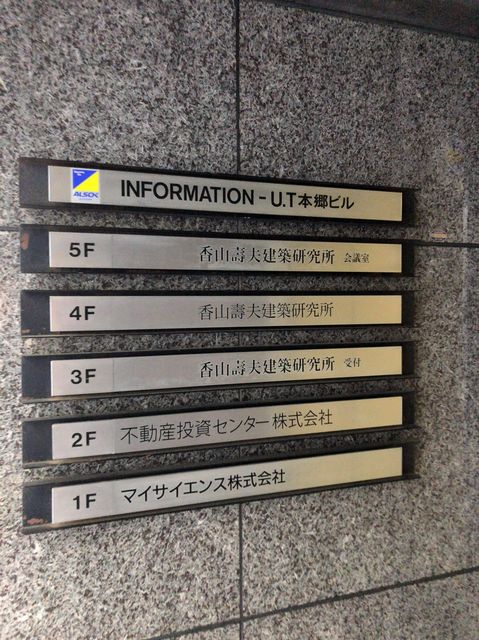 ALSOK
INFORMATION - U.T本郷ビル
5F 香山壽夫建築研究所 会議室
4F 香山壽夫建築研究所
3F 香山壽夫建築研究所 受付
2F 不動産投資センター株式会社
1F マイサイエンス株式会社